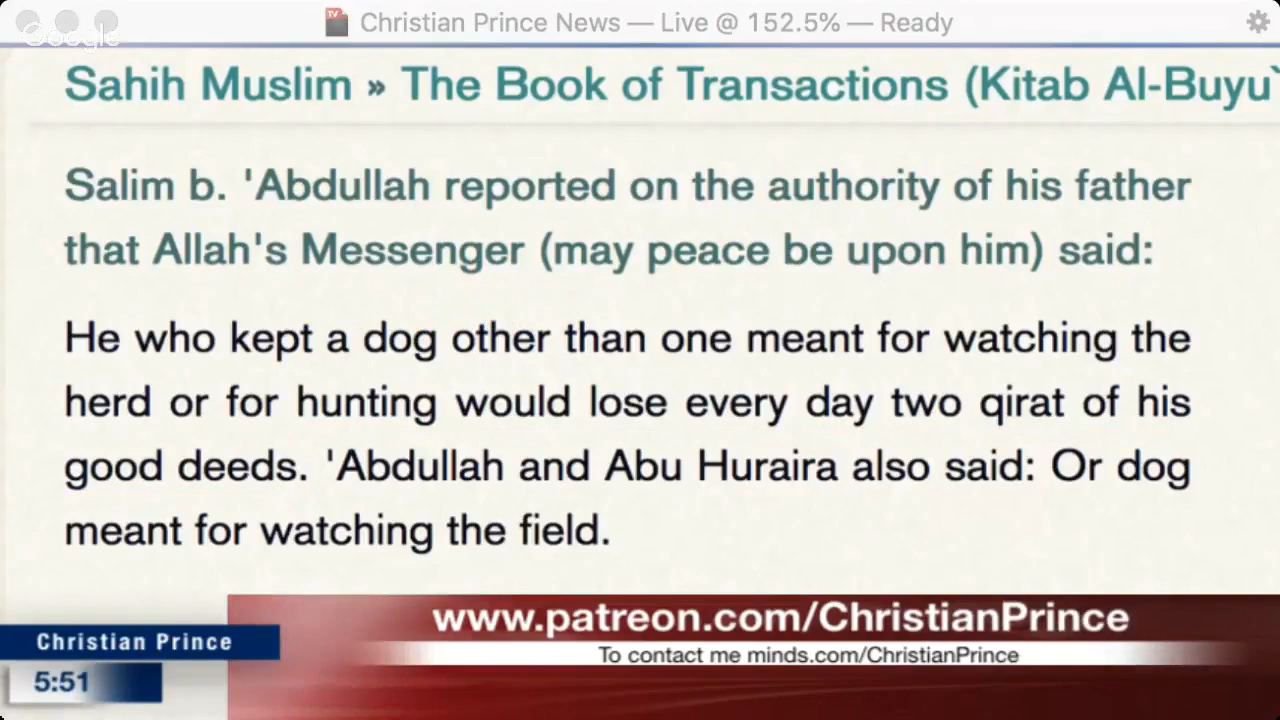 Google
Christian Prince News — Live @ 152.5% — Ready
TV
Sahih Muslim » The Book of Transactions (Kitab Al-Buyu`
Salim b. 'Abdullah reported on the authority of his father
that Allah's Messenger (may peace be upon him) said:
He who kept a dog other than one meant for watching the
herd or for hunting would lose every day two qirat of his
good deeds. 'Abdullah and Abu Huraira also said: Or dog
meant for watching the field.
www.patreon.com/ChristianPrince
Christian Prince
To contact me minds.com/ChristianPrince
5:51